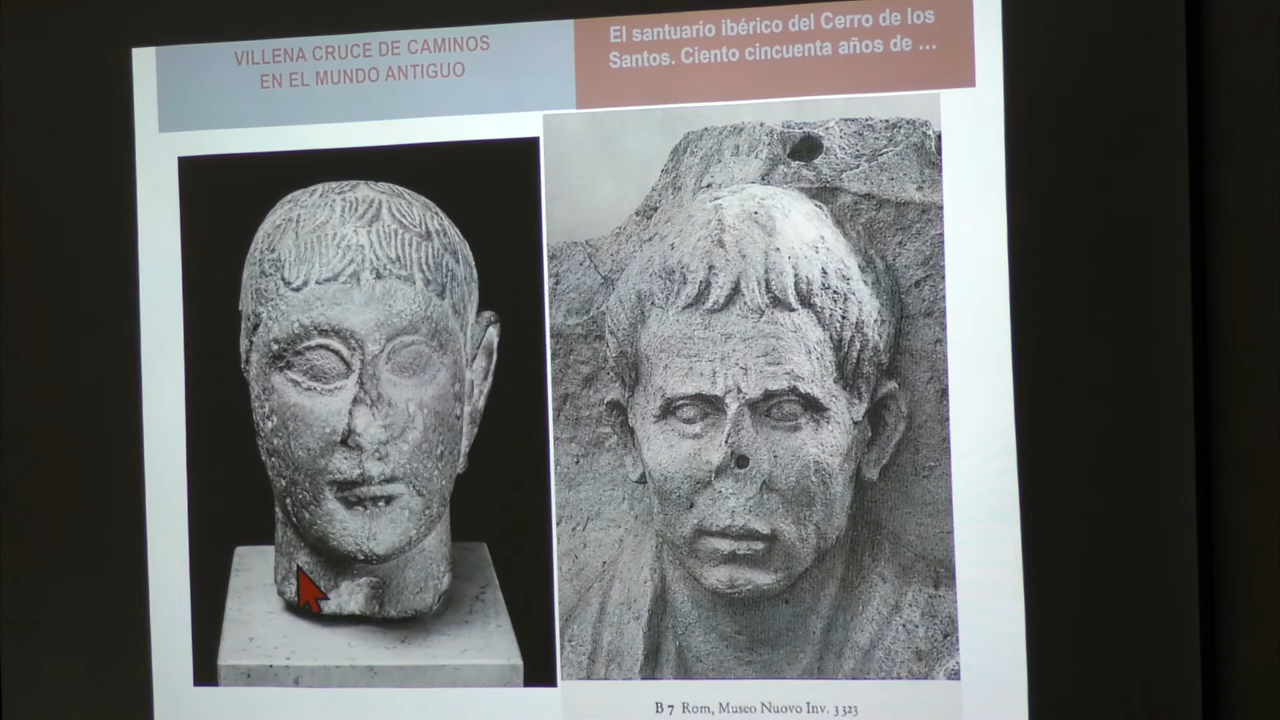 VILLENA CRUCE DE CAMINOS
EN EL MUNDO ANTIGUO
El santuario ibérico del Cerro de los
Santos. Ciento cincuenta años de ...
B 7 Rom, Museo Nuovo Inv. 3323